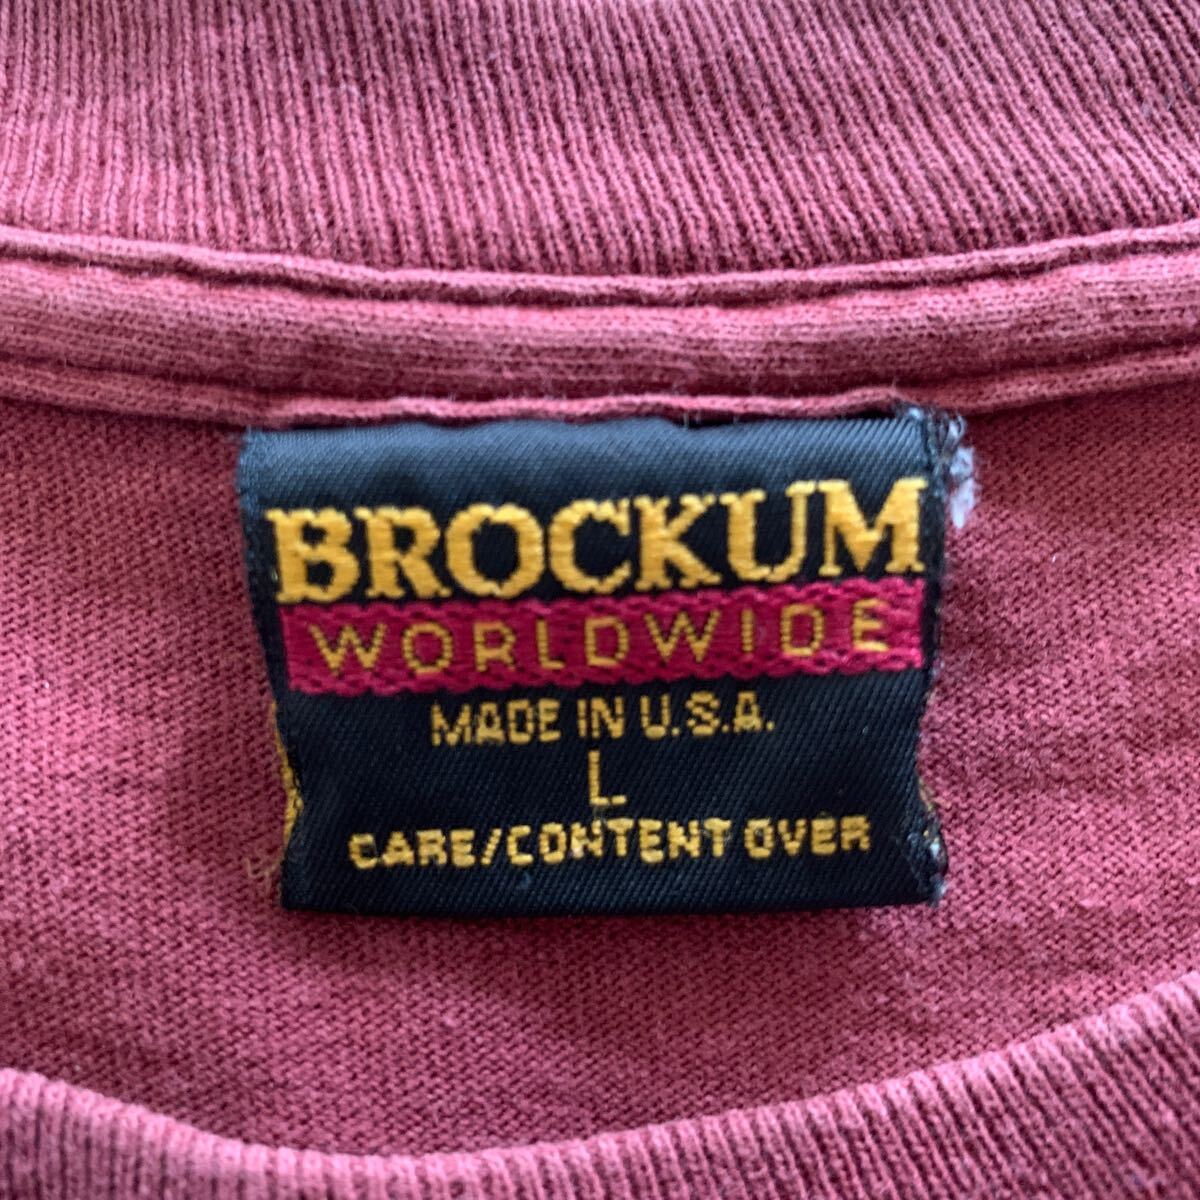 BROCKUM
WORLDWIDE
MADE IN U.S.A.
L
CARE/CONTENT OVER